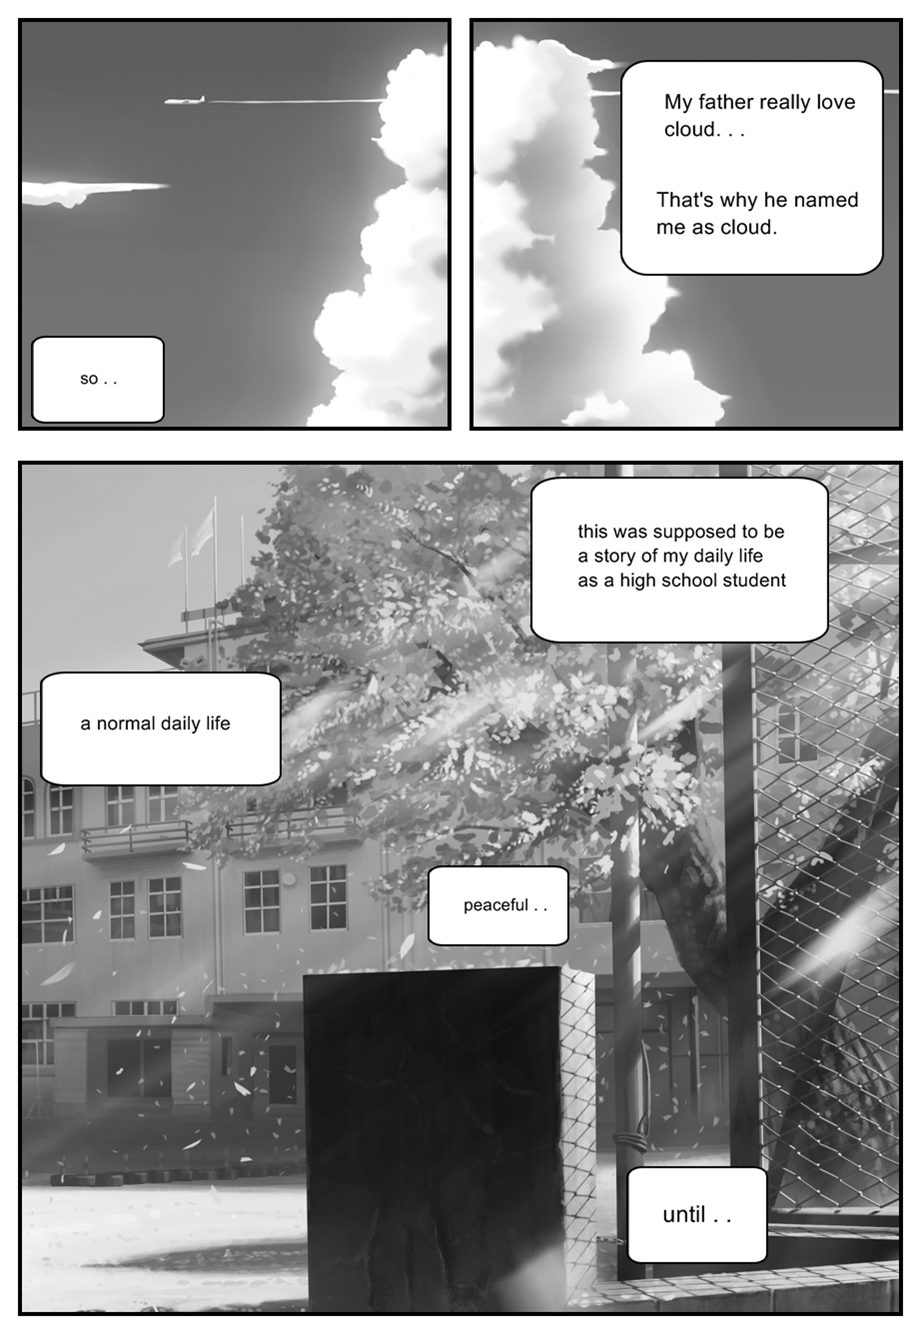 My father really love
cloud. . .
That's why he named
me as cloud.
so . .
this was supposed to be
a story of my daily life
as a high school student
a normal daily life
peaceful . .
until . .